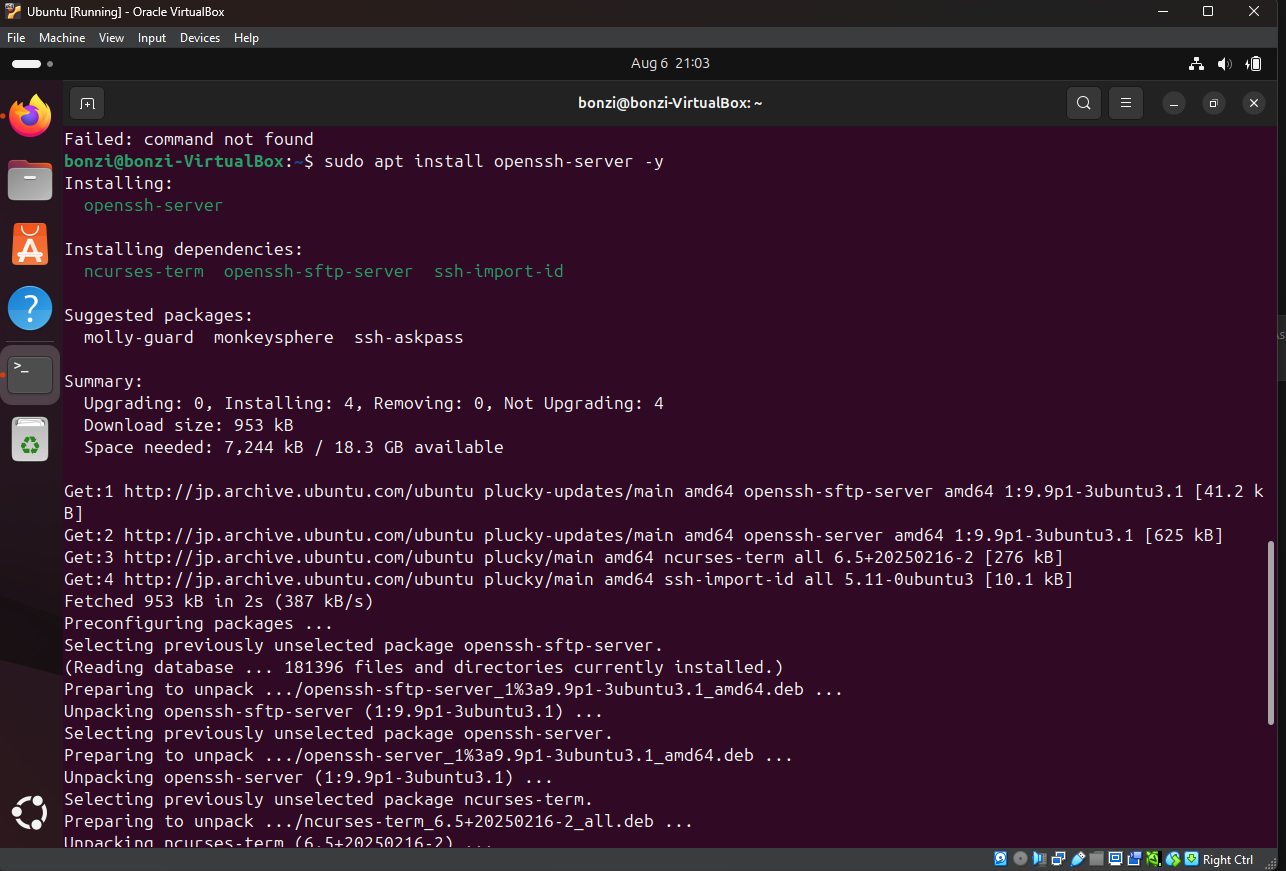 Ubuntu [Running] - Oracle VirtualBox
File Machine View Input Devices Help
Aug 6 21:03
bonzi@bonzi-VirtualBox: ~
Failed: command not found
bonzi@bonzi-VirtualBox:~$ sudo apt install openssh-server -y
Installing:
  openssh-server

Installing dependencies:
  ncurses-term  openssh-sftp-server  ssh-import-id

Suggested packages:
  molly-guard  monkeysphere  ssh-askpass

Summary:
  Upgrading: 0, Installing: 4, Removing: 0, Not Upgrading: 4
  Download size: 953 kB
  Space needed: 7,244 kB / 18.3 GB available

Get:1 http://jp.archive.ubuntu.com/ubuntu plucky-updates/main amd64 openssh-sftp-server amd64 1:9.9p1-3ubuntu3.1 [41.2 k
B]
Get:2 http://jp.archive.ubuntu.com/ubuntu plucky-updates/main amd64 openssh-server amd64 1:9.9p1-3ubuntu3.1 [625 kB]
Get:3 http://jp.archive.ubuntu.com/ubuntu plucky/main amd64 ncurses-term all 6.5+20250216-2 [276 kB]
Get:4 http://jp.archive.ubuntu.com/ubuntu plucky/main amd64 ssh-import-id all 5.11-0ubuntu3 [10.1 kB]
Fetched 953 kB in 2s (387 kB/s)
Preconfiguring packages ...
Selecting previously unselected package openssh-sftp-server.
(Reading database ... 181396 files and directories currently installed.)
Preparing to unpack .../openssh-sftp-server_1%3a9.9p1-3ubuntu3.1_amd64.deb ...
Unpacking openssh-sftp-server (1:9.9p1-3ubuntu3.1) ...
Selecting previously unselected package openssh-server.
Preparing to unpack .../openssh-server_1%3a9.9p1-3ubuntu3.1_amd64.deb ...
Unpacking openssh-server (1:9.9p1-3ubuntu3.1) ...
Selecting previously unselected package ncurses-term.
Preparing to unpack .../ncurses-term_6.5+20250216-2_all.deb ...
Unpacking ncurses-term (6.5+20250216-2) ...
Right Ctrl